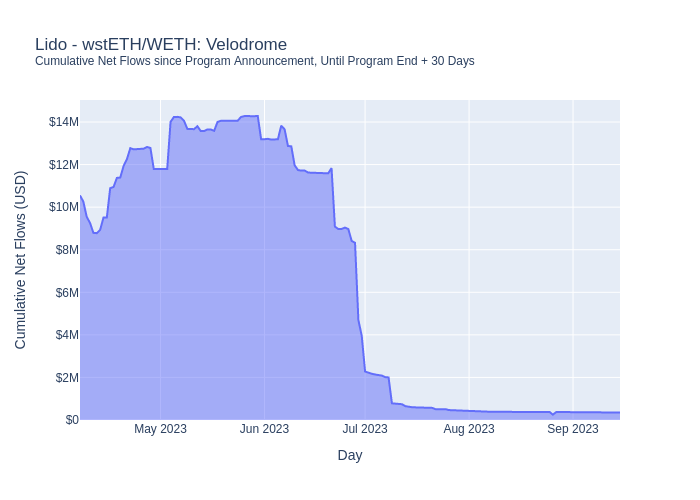 Lido - wstETH/WETH: Velodrome
Cumulative Net Flows since Program Announcement, Until Program End + 30 Days
$14M
$12M
$10M
$8M
$6M
$4M
$2M
$0
Cumulative Net Flows (USD)
May 2023
Jun 2023
Jul 2023
Aug 2023
Sep 2023
Day